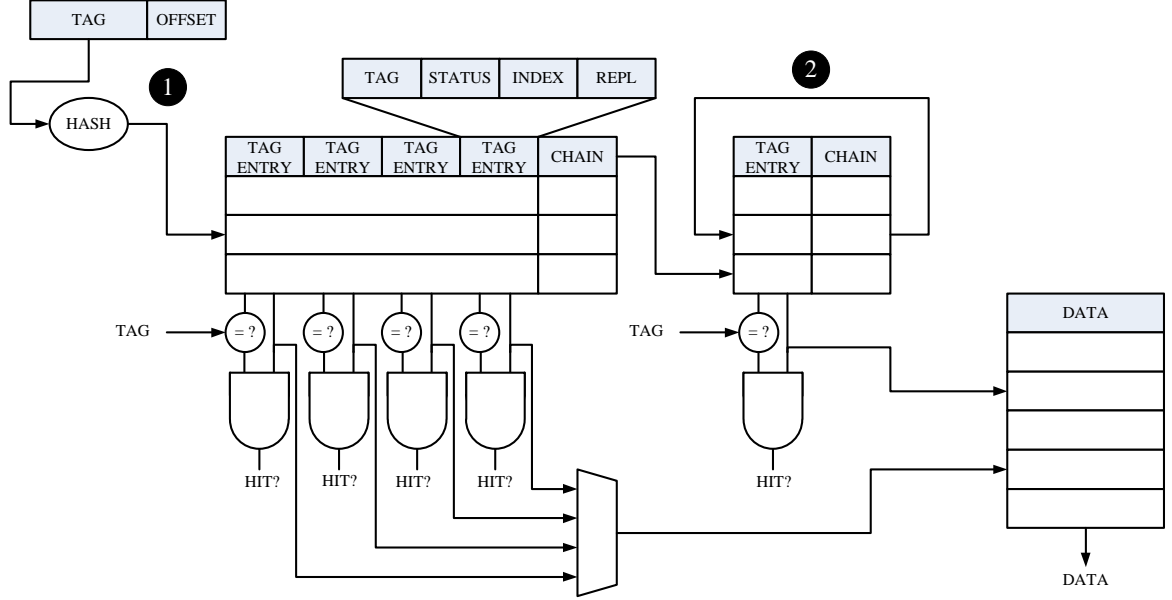 TAG OFFSET
1
HASH
TAG STATUS INDEX REPL
2
TAG ENTRY
TAG ENTRY
TAG ENTRY
TAG ENTRY
CHAIN
TAG ENTRY
CHAIN
TAG
= ?
= ?
= ?
= ?
TAG
= ?
DATA
HIT?
HIT?
HIT?
HIT?
HIT?
DATA